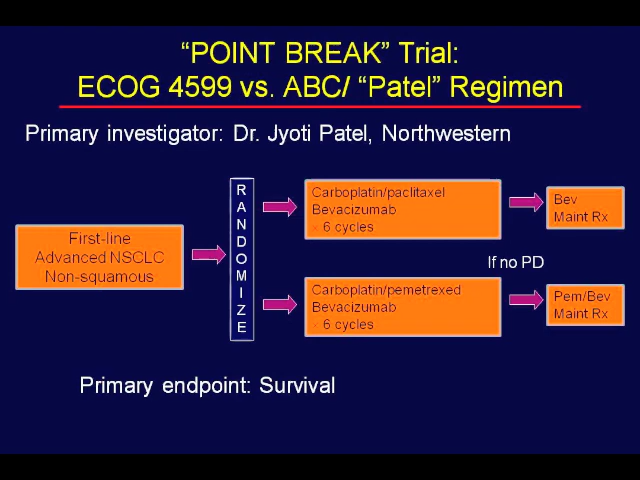 “POINT BREAK” Trial:
ECOG 4599 vs. ABC/ “Patel” Regimen
Primary investigator: Dr. Jyoti Patel, Northwestern
First-line
Advanced NSCLC
Non-squamous
RANDOMIZE
Carboplatin/paclitaxel
Bevacizumab
× 6 cycles
Bev
Maint Rx
If no PD
Carboplatin/pemetrexed
Bevacizumab
× 6 cycles
Pem/Bev
Maint Rx
Primary endpoint: Survival